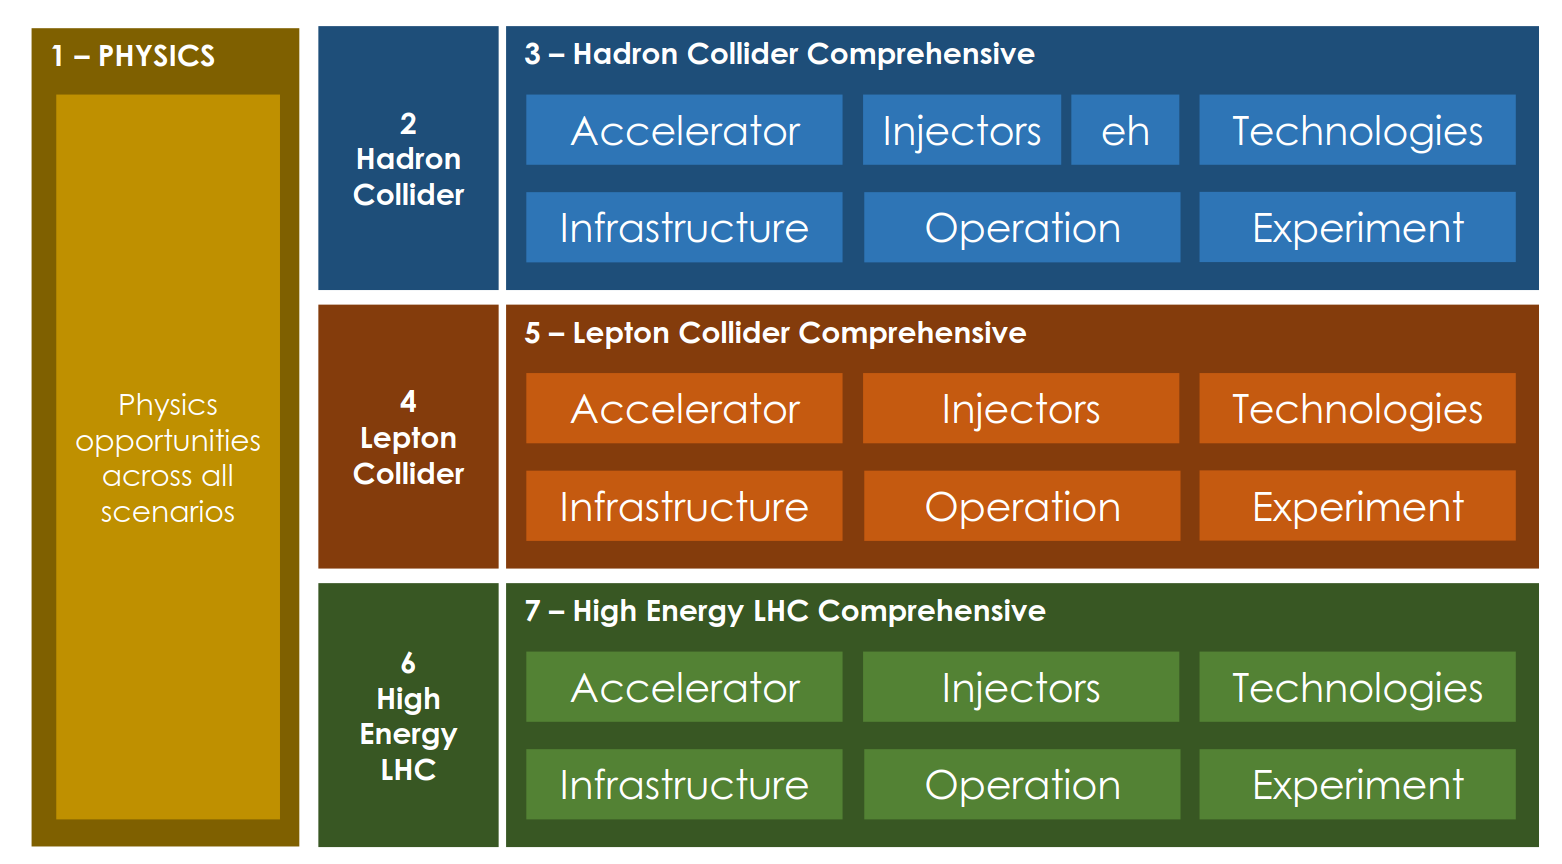 1 – PHYSICS
Physics
opportunities
across all
scenarios
2
Hadron
Collider
3 – Hadron Collider Comprehensive
Accelerator
Injectors
eh
Technologies
Infrastructure
Operation
Experiment
4
Lepton
Collider
5 – Lepton Collider Comprehensive
Accelerator
Injectors
Technologies
Infrastructure
Operation
Experiment
6
High
Energy
LHC
7 – High Energy LHC Comprehensive
Accelerator
Injectors
Technologies
Infrastructure
Operation
Experiment